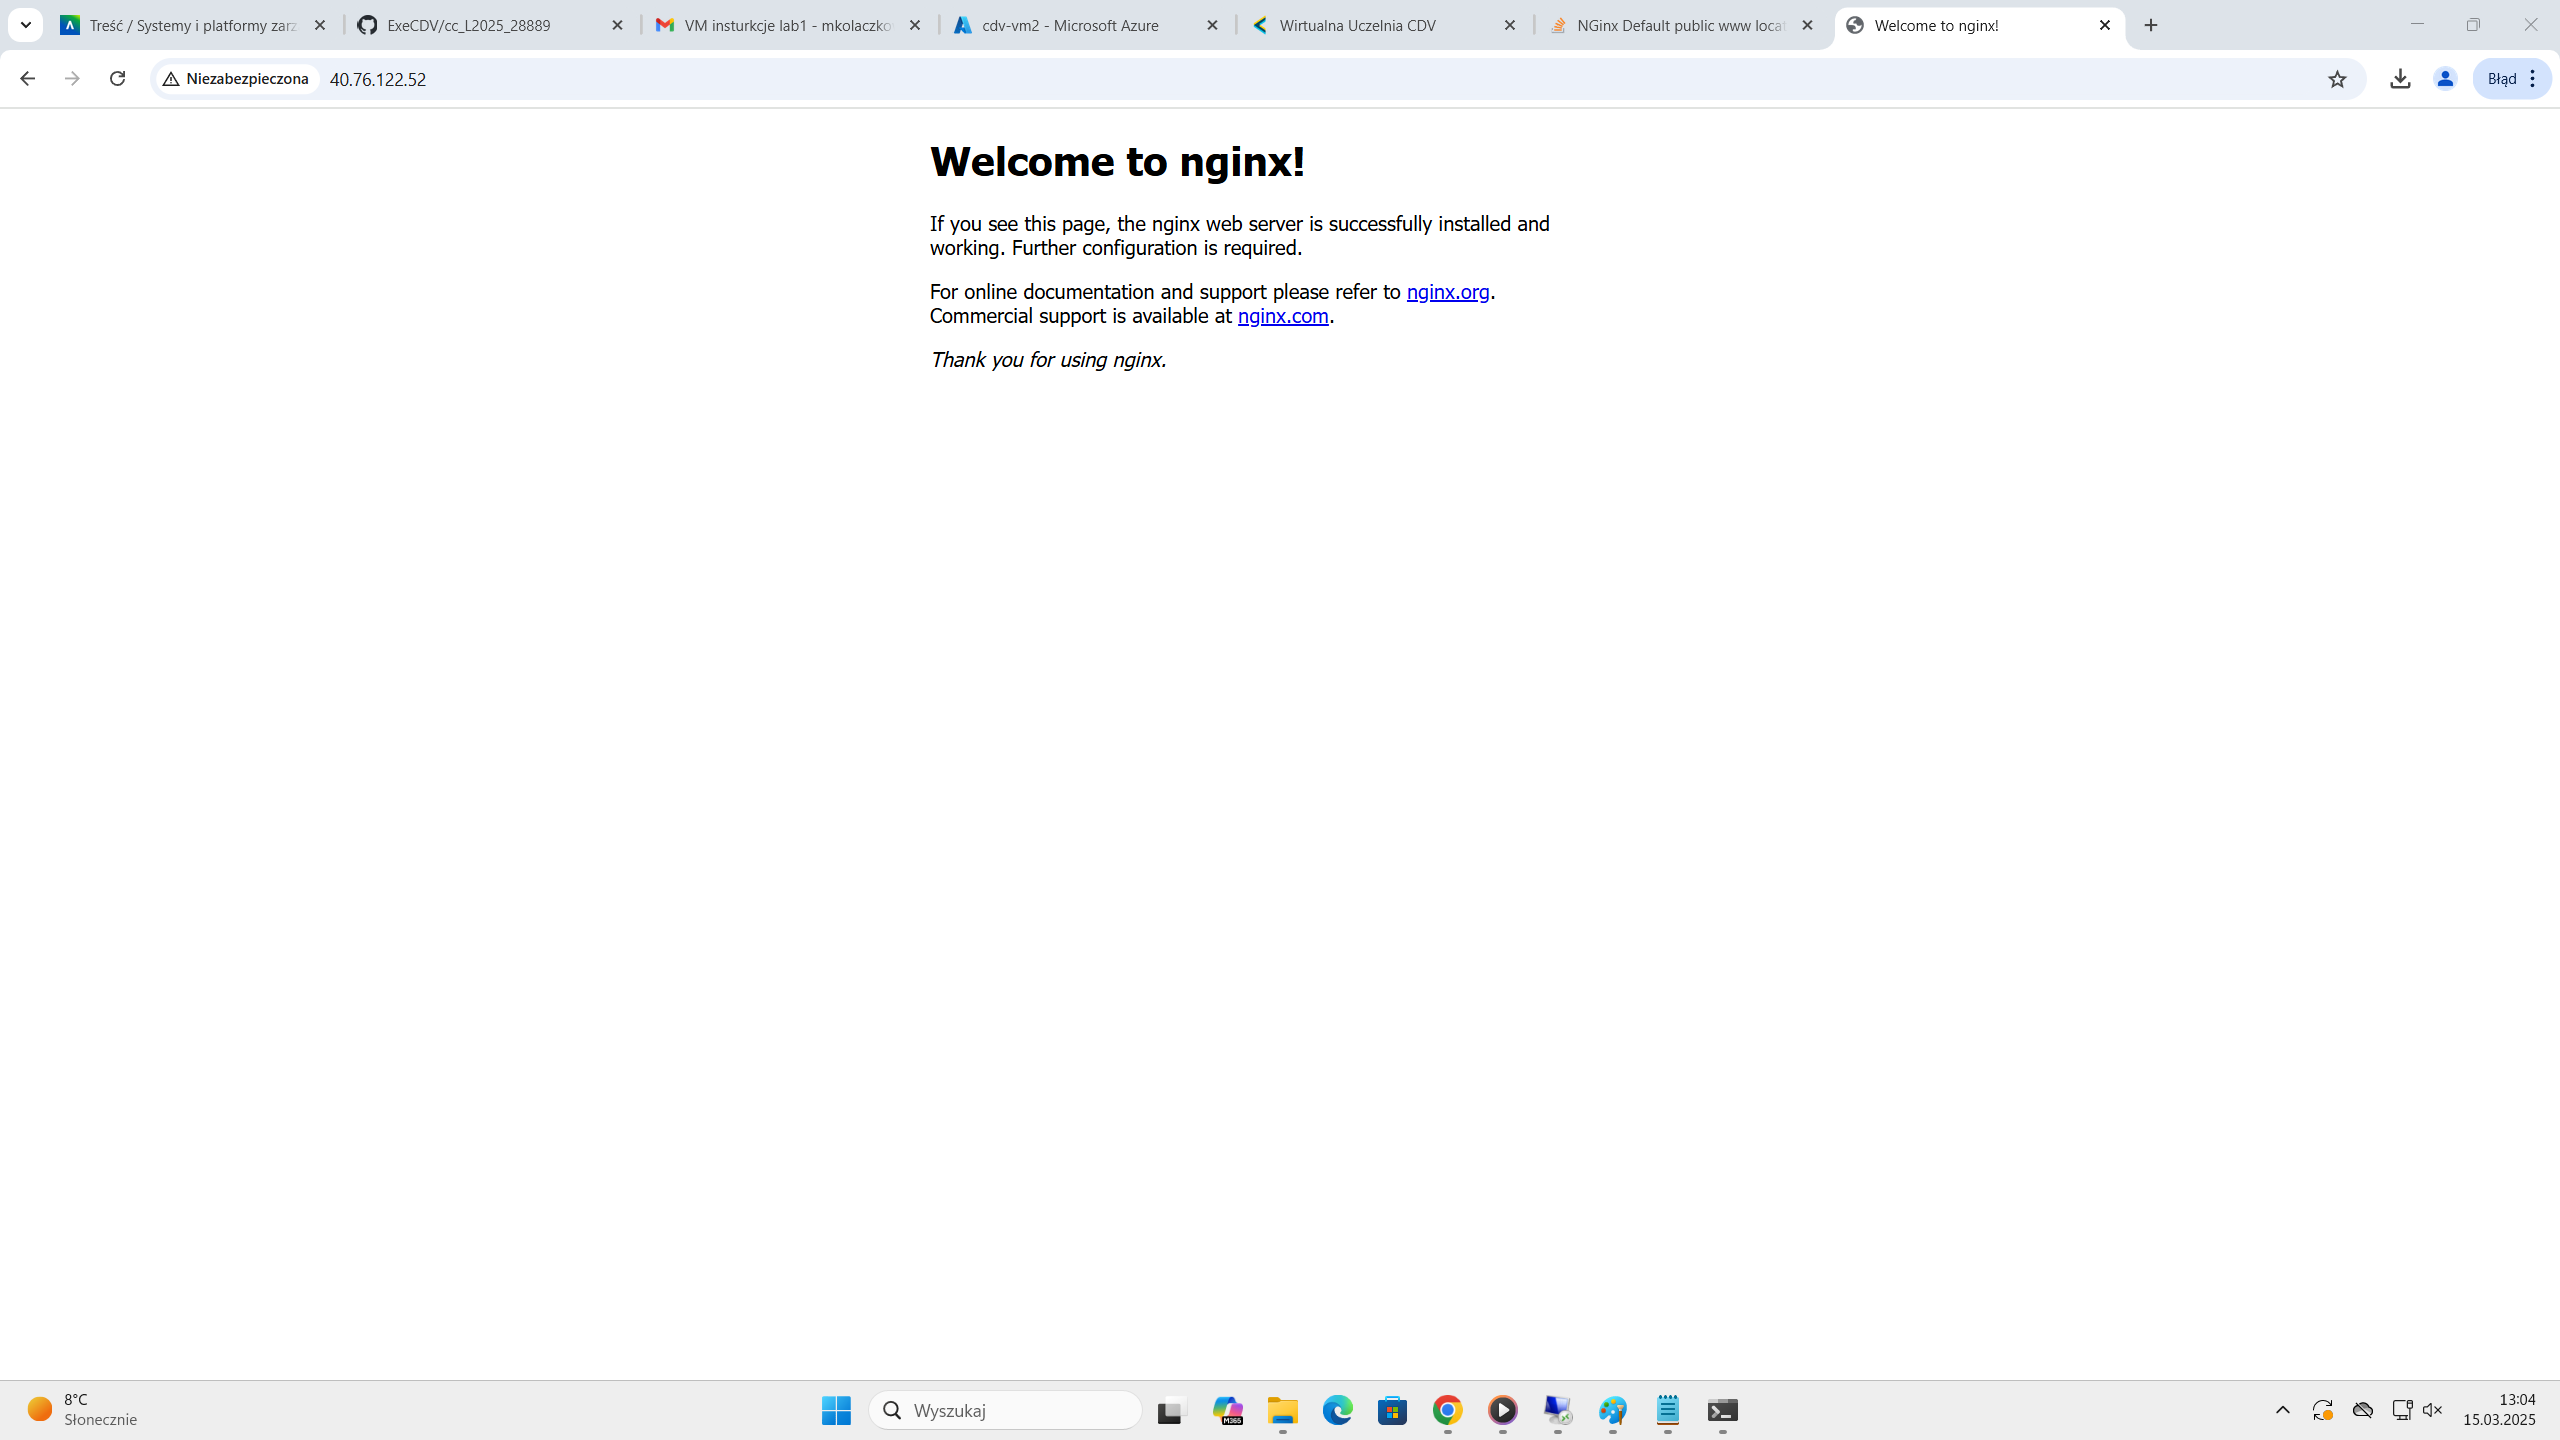 Treść / Systemy i platformy zarz
ExeCDV/cc_L2025_28889
VM insturkcje lab1 - mkolaczko
cdv-vm2 - Microsoft Azure
Wirtualna Uczelnia CDV
NGinx Default public www locat
Welcome to nginx!
Niezabezpieczona
40.76.122.52
Błąd
Welcome to nginx!
If you see this page, the nginx web server is successfully installed and
working. Further configuration is required.
For online documentation and support please refer to nginx.org.
Commercial support is available at nginx.com.
Thank you for using nginx.
8°C
Słonecznie
Wyszukaj
M365
13:04
15.03.2025